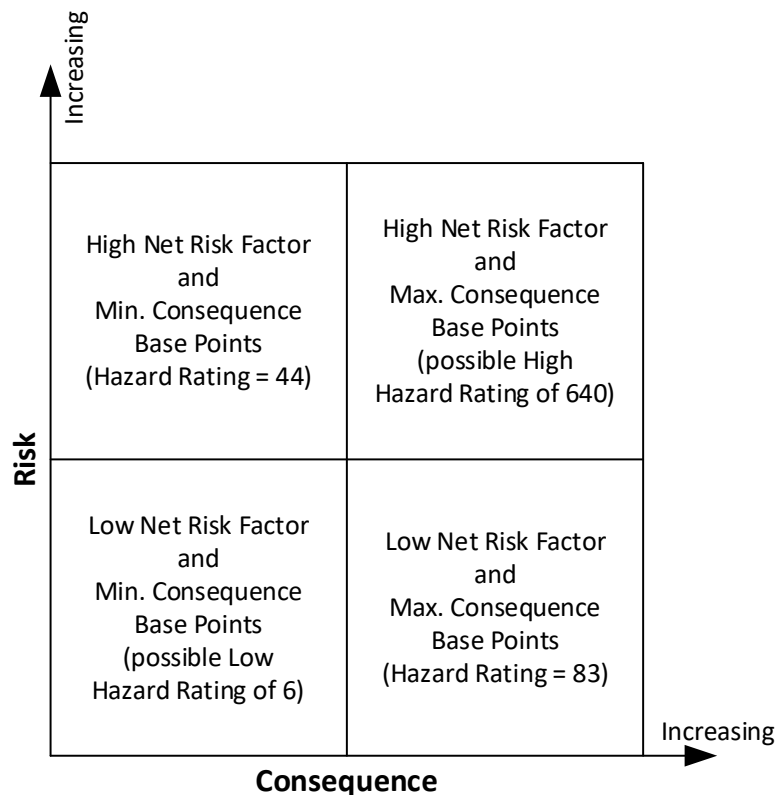 Increasing
High Net Risk Factor
and
Min. Consequence
Base Points
(Hazard Rating = 44)
High Net Risk Factor
and
Max. Consequence
Base Points
(possible High
Hazard Rating of 640)
Risk
Low Net Risk Factor
and
Min. Consequence
Base Points
(possible Low
Hazard Rating of 6)
Low Net Risk Factor
and
Max. Consequence
Base Points
(Hazard Rating = 83)
Increasing
Consequence